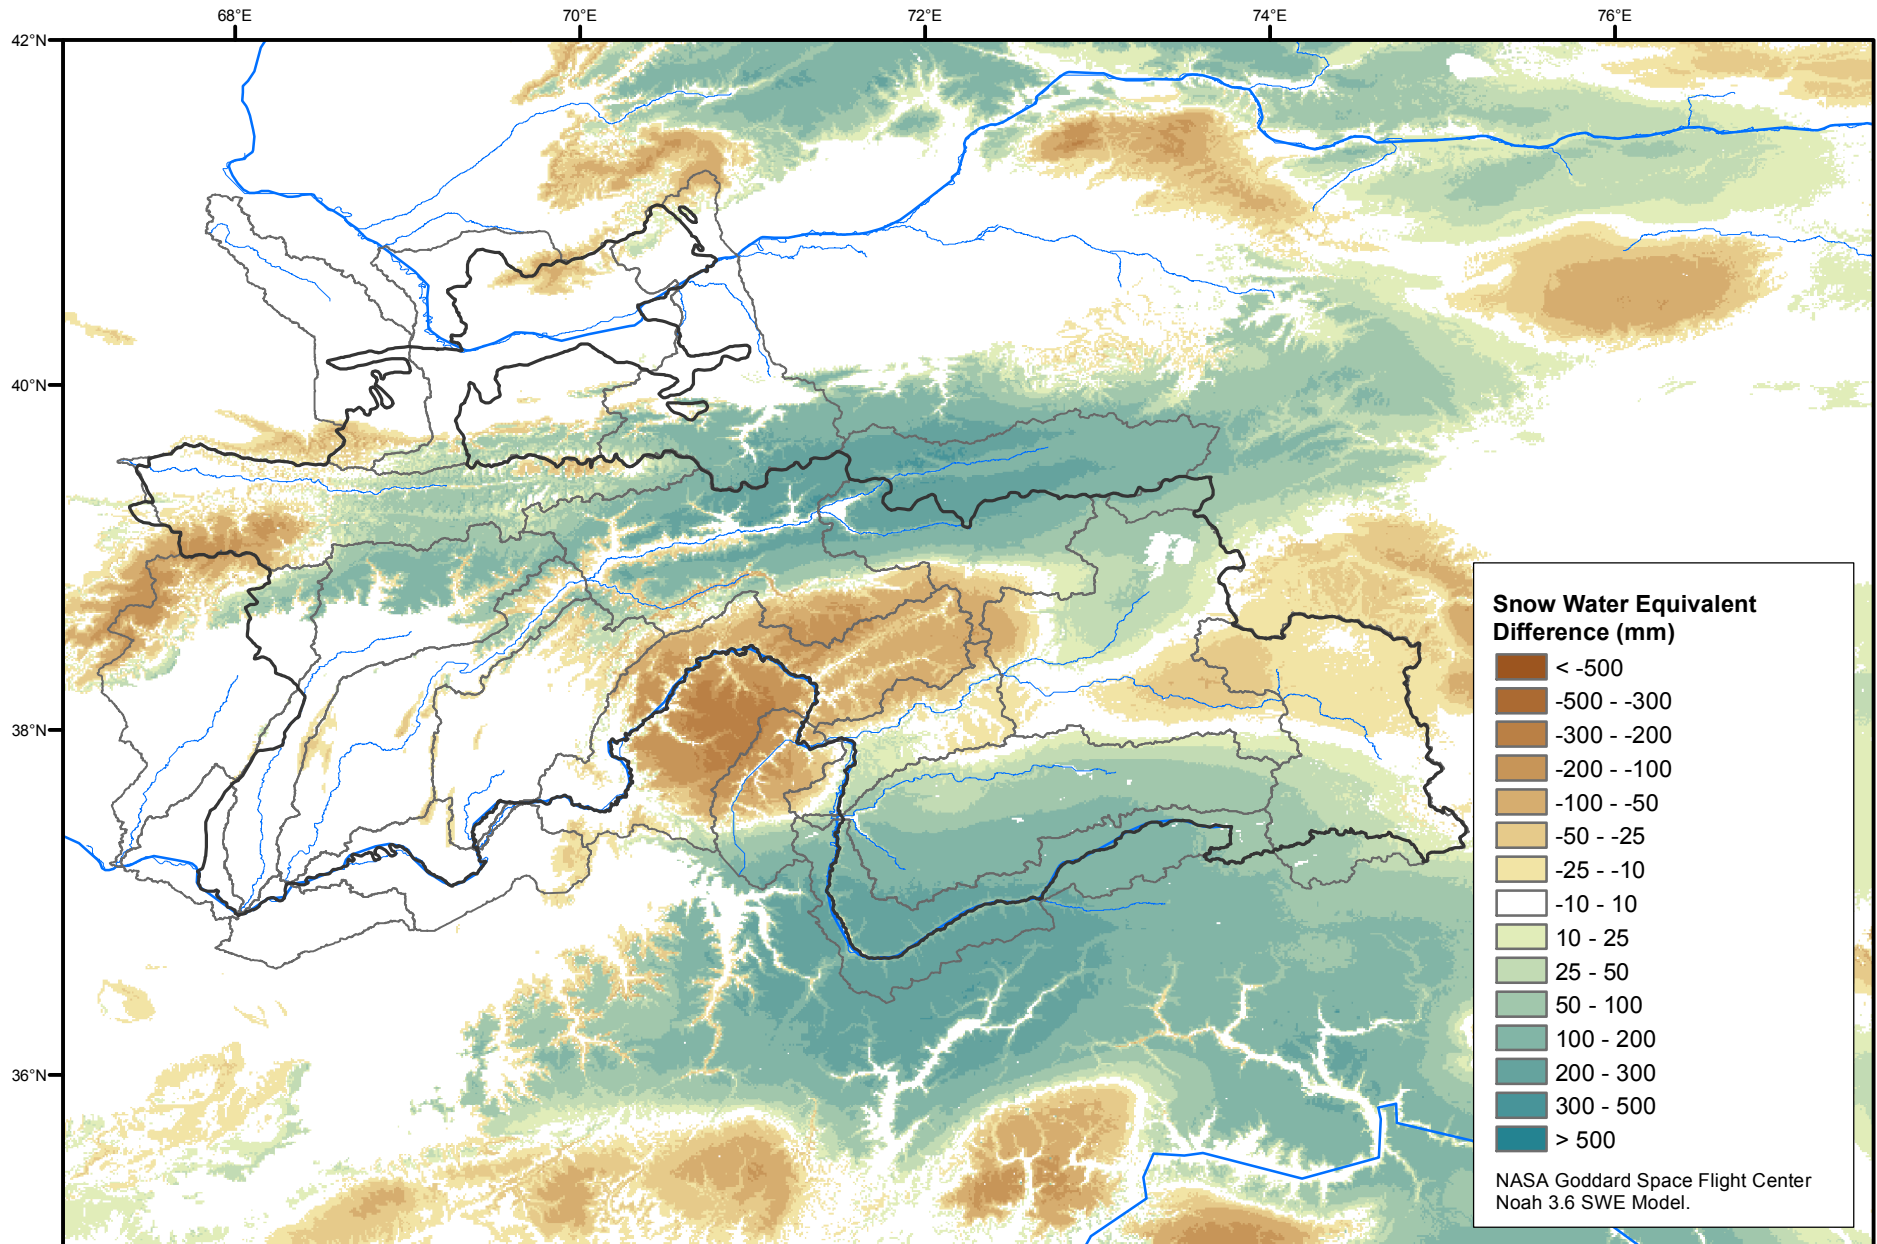 68°E 70°E 72°E 74°E 76°E
42°N
40°N
38°N
36°N
Snow Water Equivalent
Difference (mm)
< -500
-500 - -300
-300 - -200
-200 - -100
-100 - -50
-50 - -25
-25 - -10
-10 - 10
10 - 25
25 - 50
50 - 100
100 - 200
200 - 300
300 - 500
> 500
NASA Goddard Space Flight Center
Noah 3.6 SWE Model.